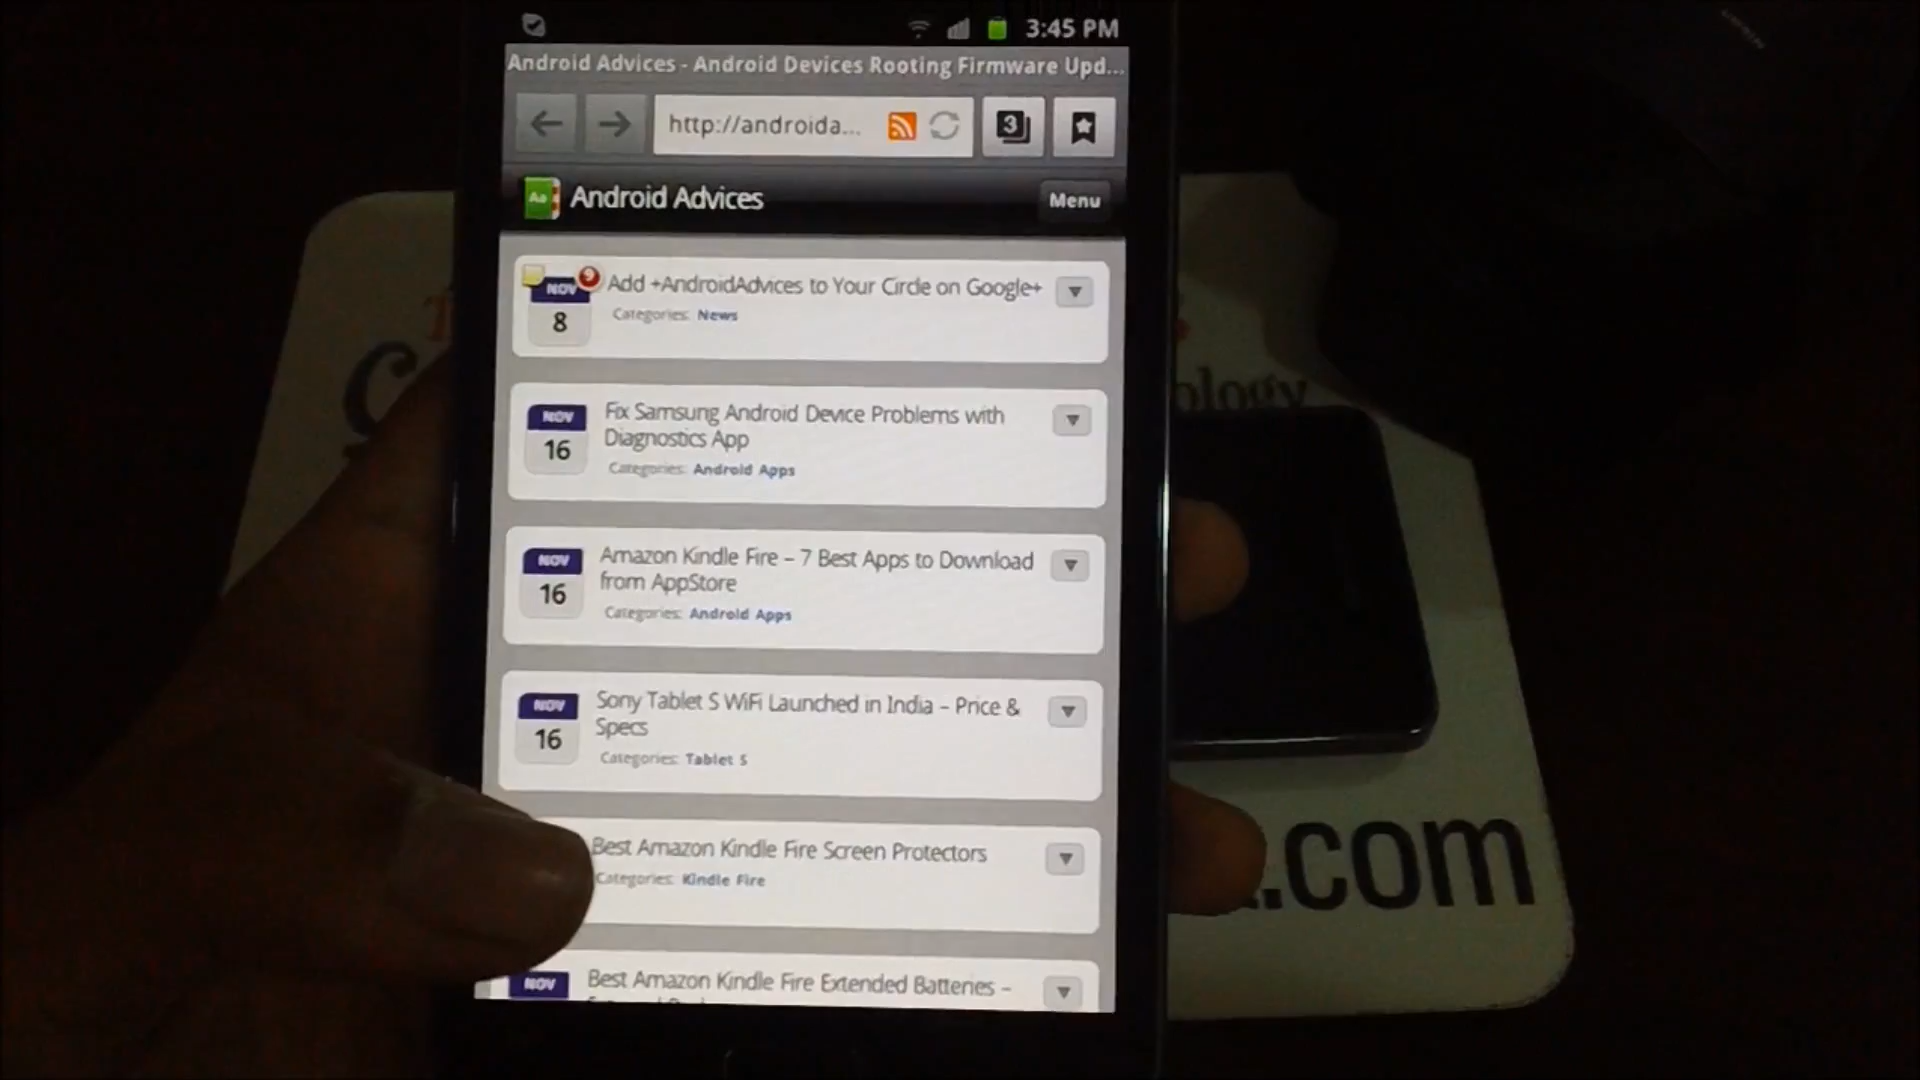 3:45 PM
Android Advices - Android Devices Rooting Firmware Upd...
http://androida...
3
Aa Android Advices
Menu
9
NOV
8
Add +AndroidAdvices to Your Circle on Google+
Categories: News
NOV
16
Fix Samsung Android Device Problems with
Diagnostics App
Categories: Android Apps
NOV
16
Amazon Kindle Fire – 7 Best Apps to Download
from AppStore
Categories: Android Apps
NOV
16
Sony Tablet S WiFi Launched in India – Price &
Specs
Categories: Tablet S
Best Amazon Kindle Fire Screen Protectors
Categories: Kindle Fire
NOV
Best Amazon Kindle Fire Extended Batteries –
ology
.com